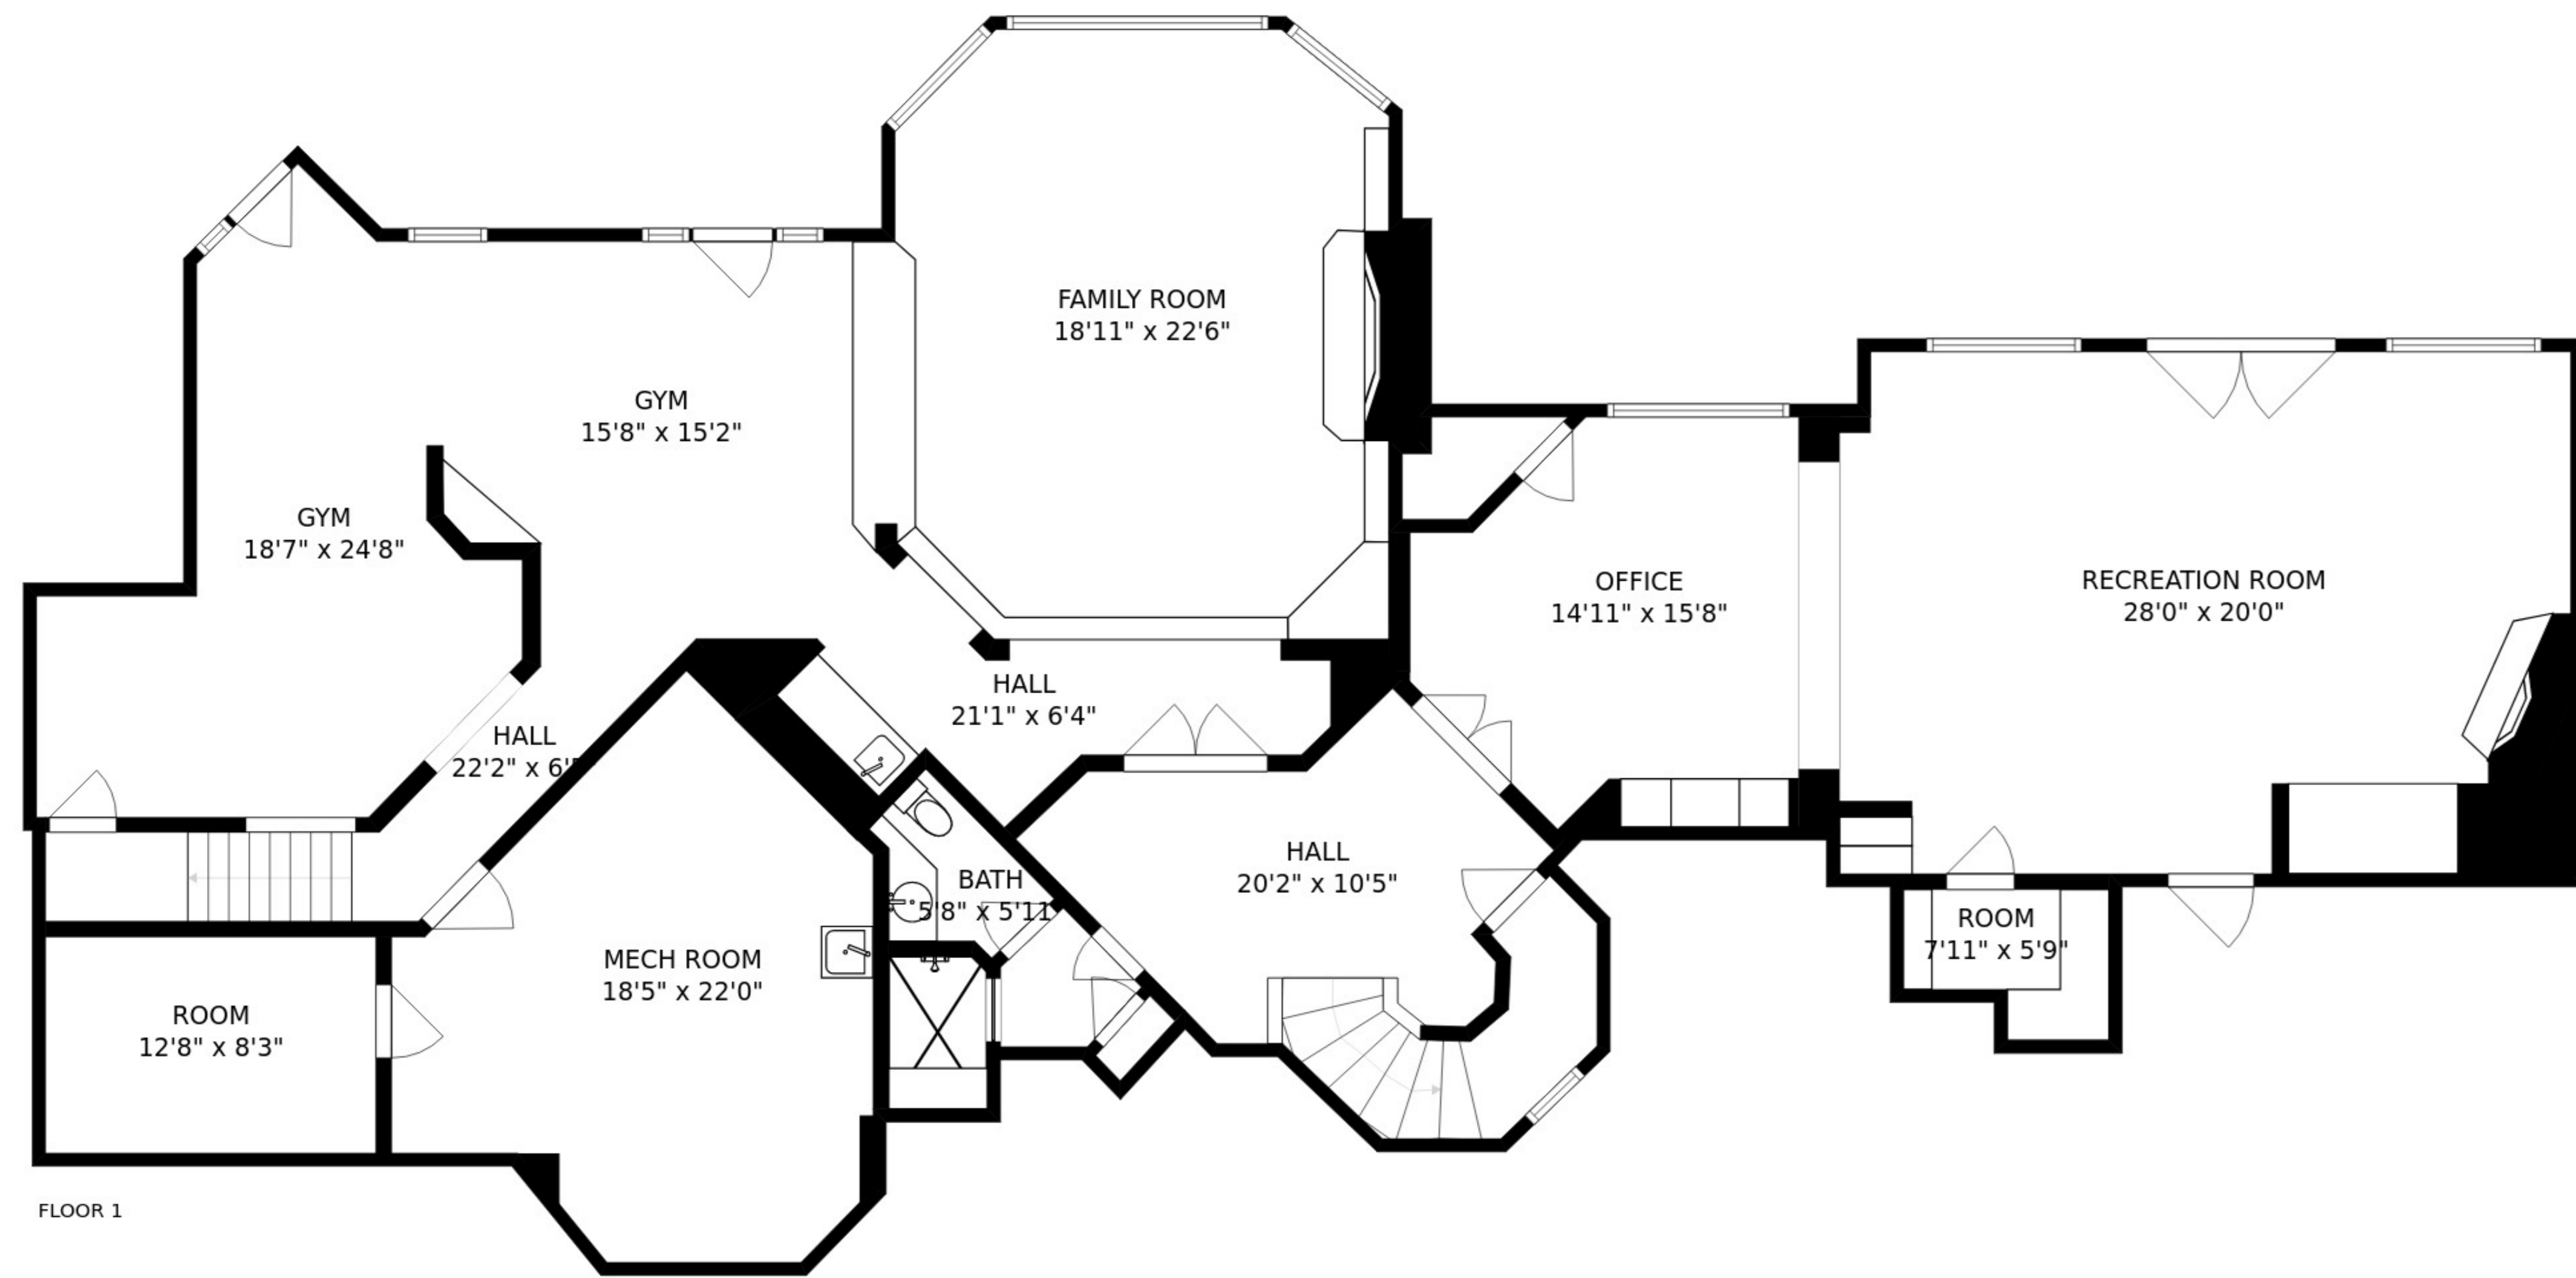 FAMILY ROOM
18'11" x 22'6"
GYM
15'8" x 15'2"
GYM
18'7" x 24'8"
OFFICE
14'11" x 15'8"
RECREATION ROOM
28'0" x 20'0"
HALL
21'1" x 6'4"
HALL
22'2" x 6'
HALL
20'2" x 10'5"
BATH
5'8" x 5'11
MECH ROOM
18'5" x 22'0"
ROOM
7'11" x 5'9"
ROOM
12'8" x 8'3"
FLOOR 1